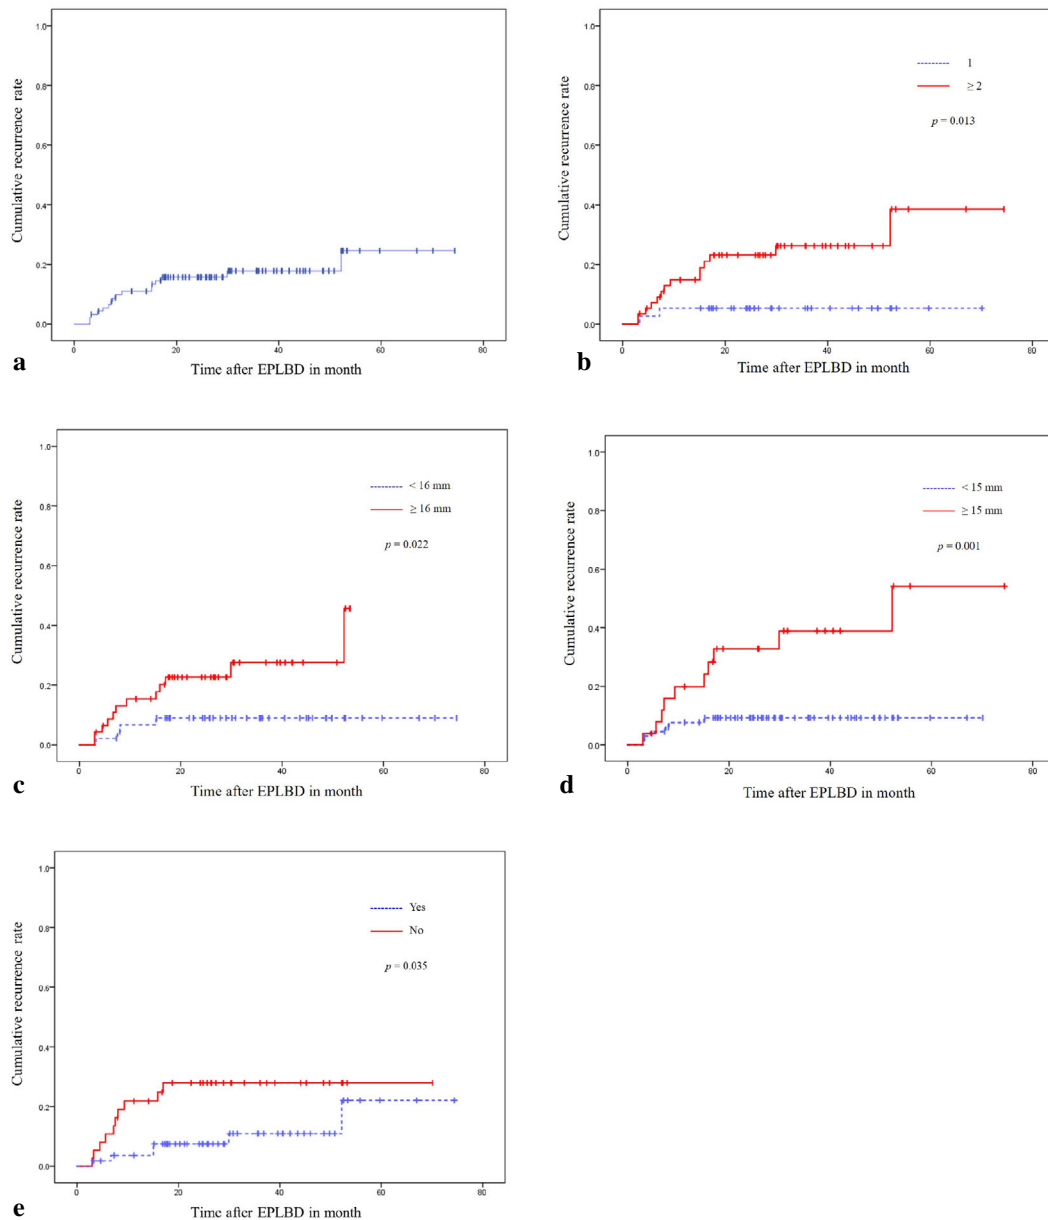 Cumulative recurrence rate
1.0
0.8
0.6
0.4
0.2
0.0
0 20 40 60 80
Time after EPLBD in month
a
Cumulative recurrence rate
1.0
0.8
0.6
0.4
0.2
0.0
1
≥ 2
p = 0.013
0 20 40 60 80
Time after EPLBD in month
b
Cumulative recurrence rate
1.0
0.8
0.6
0.4
0.2
0.0
< 16 mm
≥ 16 mm
p = 0.022
0 20 40 60 80
Time after EPLBD in month
c
Cumulative recurrence rate
1.0
0.8
0.6
0.4
0.2
0.0
< 15 mm
≥ 15 mm
p = 0.001
0 20 40 60 80
Time after EPLBD in month
d
Cumulative recurrence rate
1.0
0.8
0.6
0.4
0.2
0.0
Yes
No
p = 0.035
0 20 40 60 80
Time after EPLBD in month
e